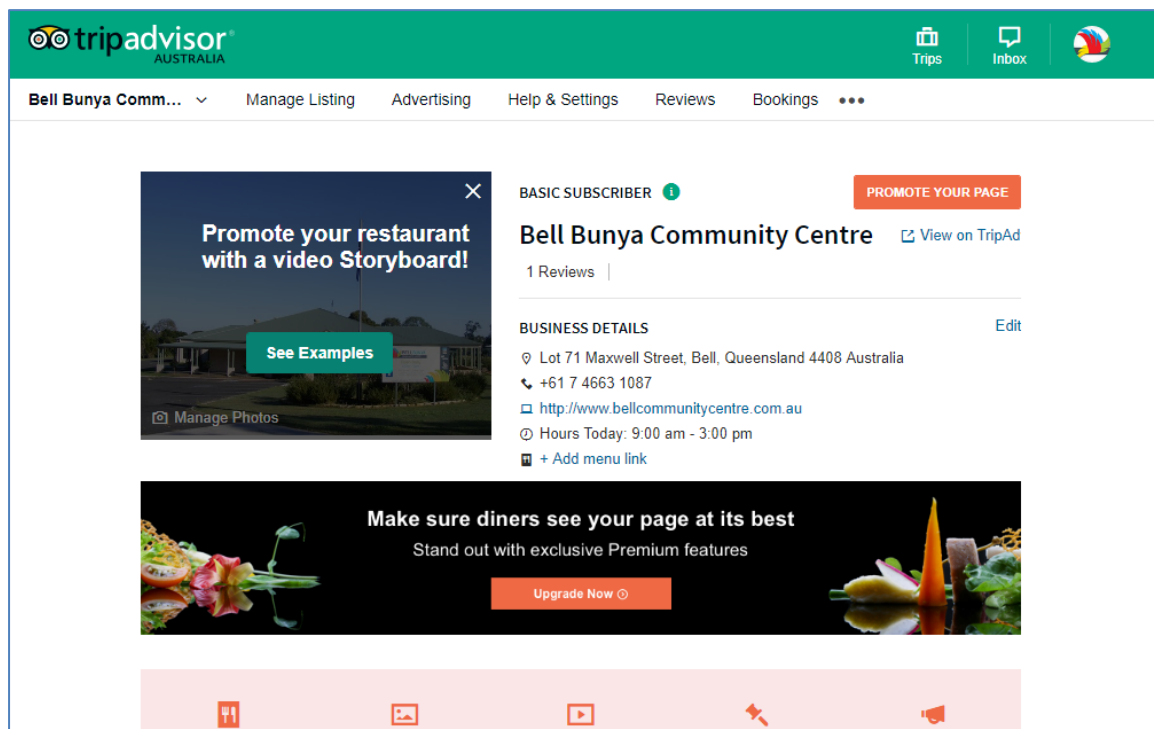 tripadvisor®
AUSTRALIA
Trips
Inbox
Bell Bunya Comm...
Manage Listing
Advertising
Help & Settings
Reviews
Bookings
Promote your restaurant
with a video Storyboard!
See Examples
Manage Photos
BASIC SUBSCRIBER
PROMOTE YOUR PAGE
Bell Bunya Community Centre
View on TripAd
1 Reviews
BUSINESS DETAILS
Edit
Lot 71 Maxwell Street, Bell, Queensland 4408 Australia
+61 7 4663 1087
http://www.bellcommunitycentre.com.au
Hours Today: 9:00 am - 3:00 pm
+ Add menu link
Make sure diners see your page at its best
Stand out with exclusive Premium features
Upgrade Now